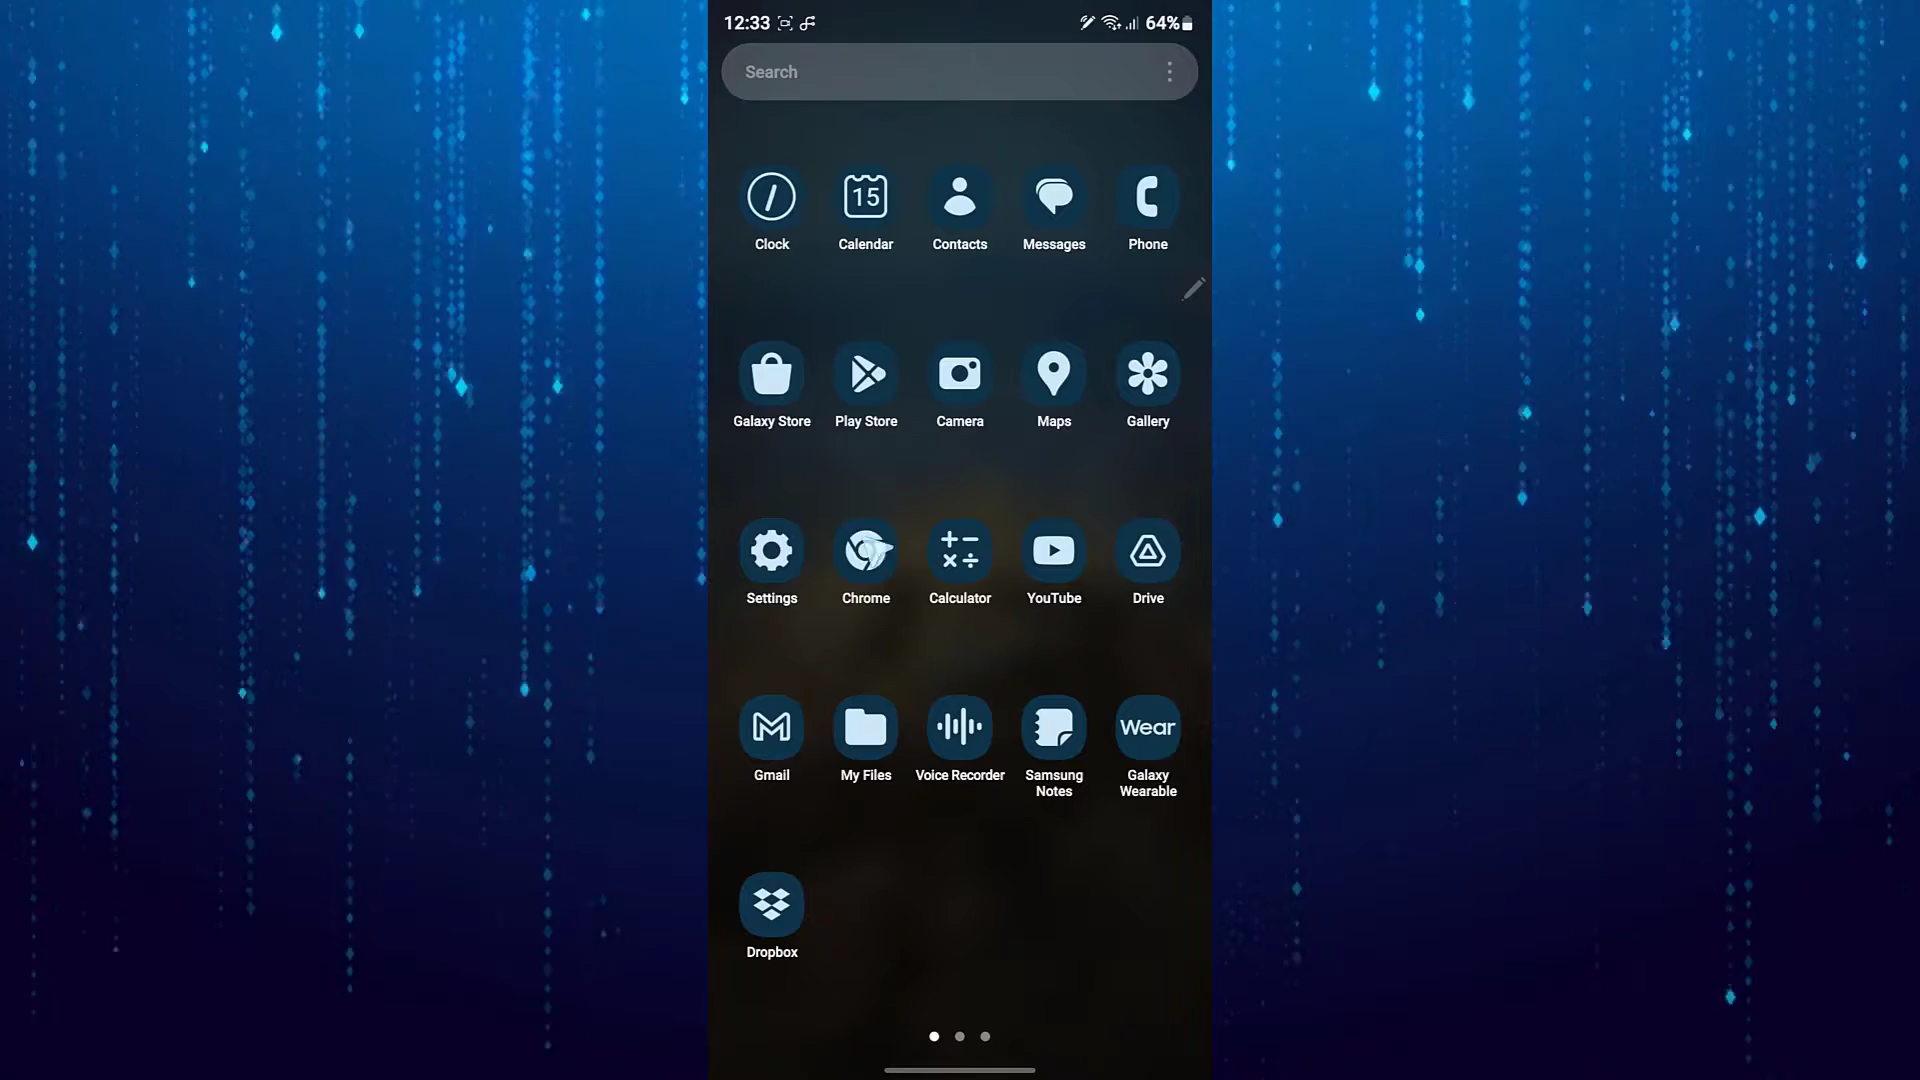 12:33
64%
Search
15
Clock Calendar Contacts Messages Phone
Galaxy Store Play Store Camera Maps Gallery
Settings Chrome Calculator YouTube Drive
Wear
Gmail My Files Voice Recorder Samsung Notes Galaxy Wearable
Dropbox